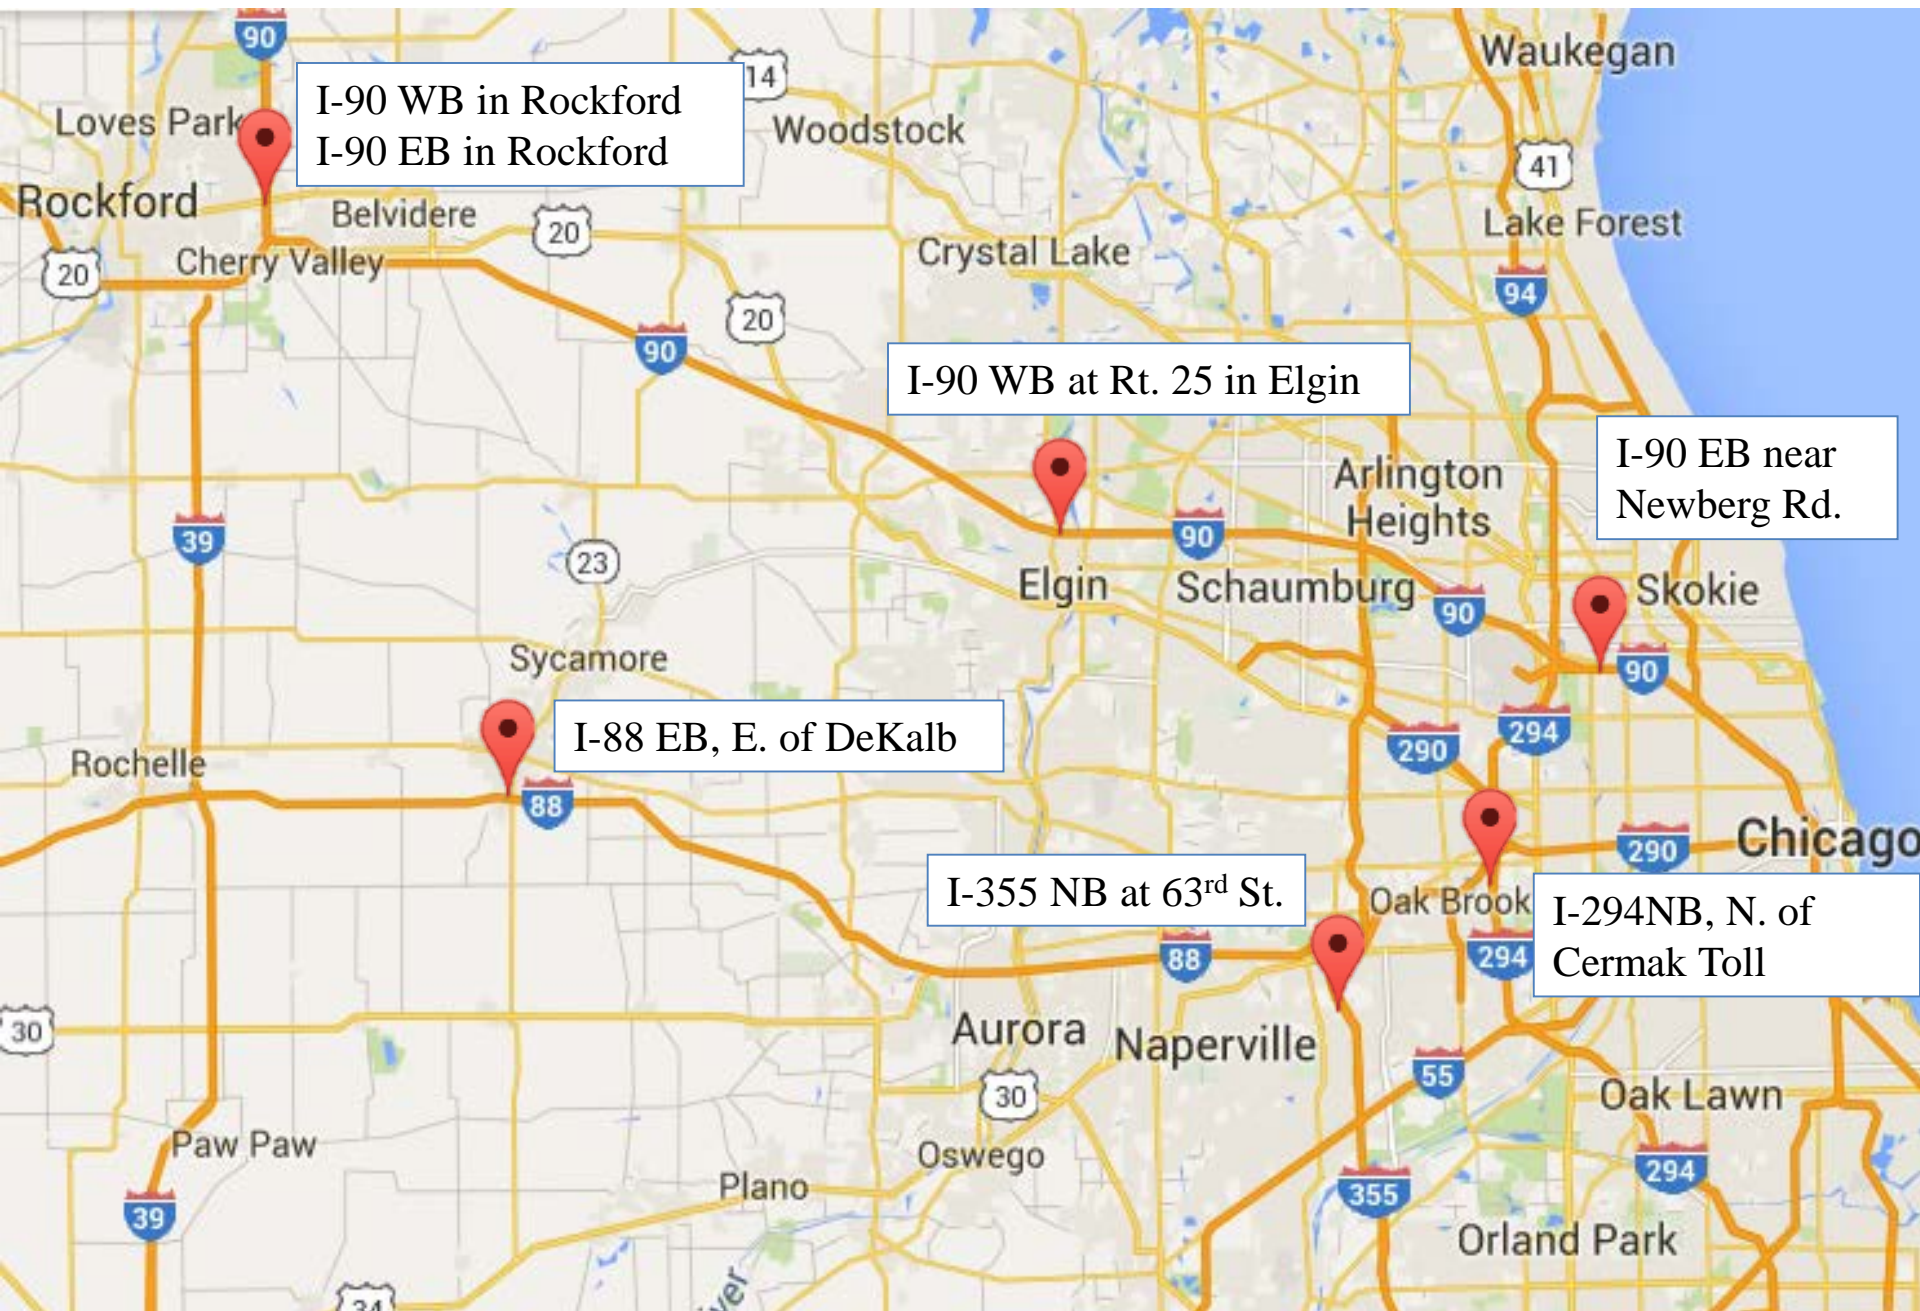 90
Waukegan
14
I-90 WB in Rockford
I-90 EB in Rockford
Loves Park
Woodstock
41
Rockford
Belvidere
20
Lake Forest
Crystal Lake
Cherry Valley
20
94
20
90
I-90 WB at Rt. 25 in Elgin
I-90 EB near
Newberg Rd.
Arlington
Heights
39
90
23
Elgin
Schaumburg
90
Skokie
Sycamore
90
I-88 EB, E. of DeKalb
294
290
Rochelle
88
290
Chicago
I-355 NB at 63rd St.
Oak Brook
I-294NB, N. of
Cermak Toll
88
294
30
Aurora
Naperville
55
30
Oak Lawn
Paw Paw
Oswego
294
Plano
355
39
Orland Park
34
ver